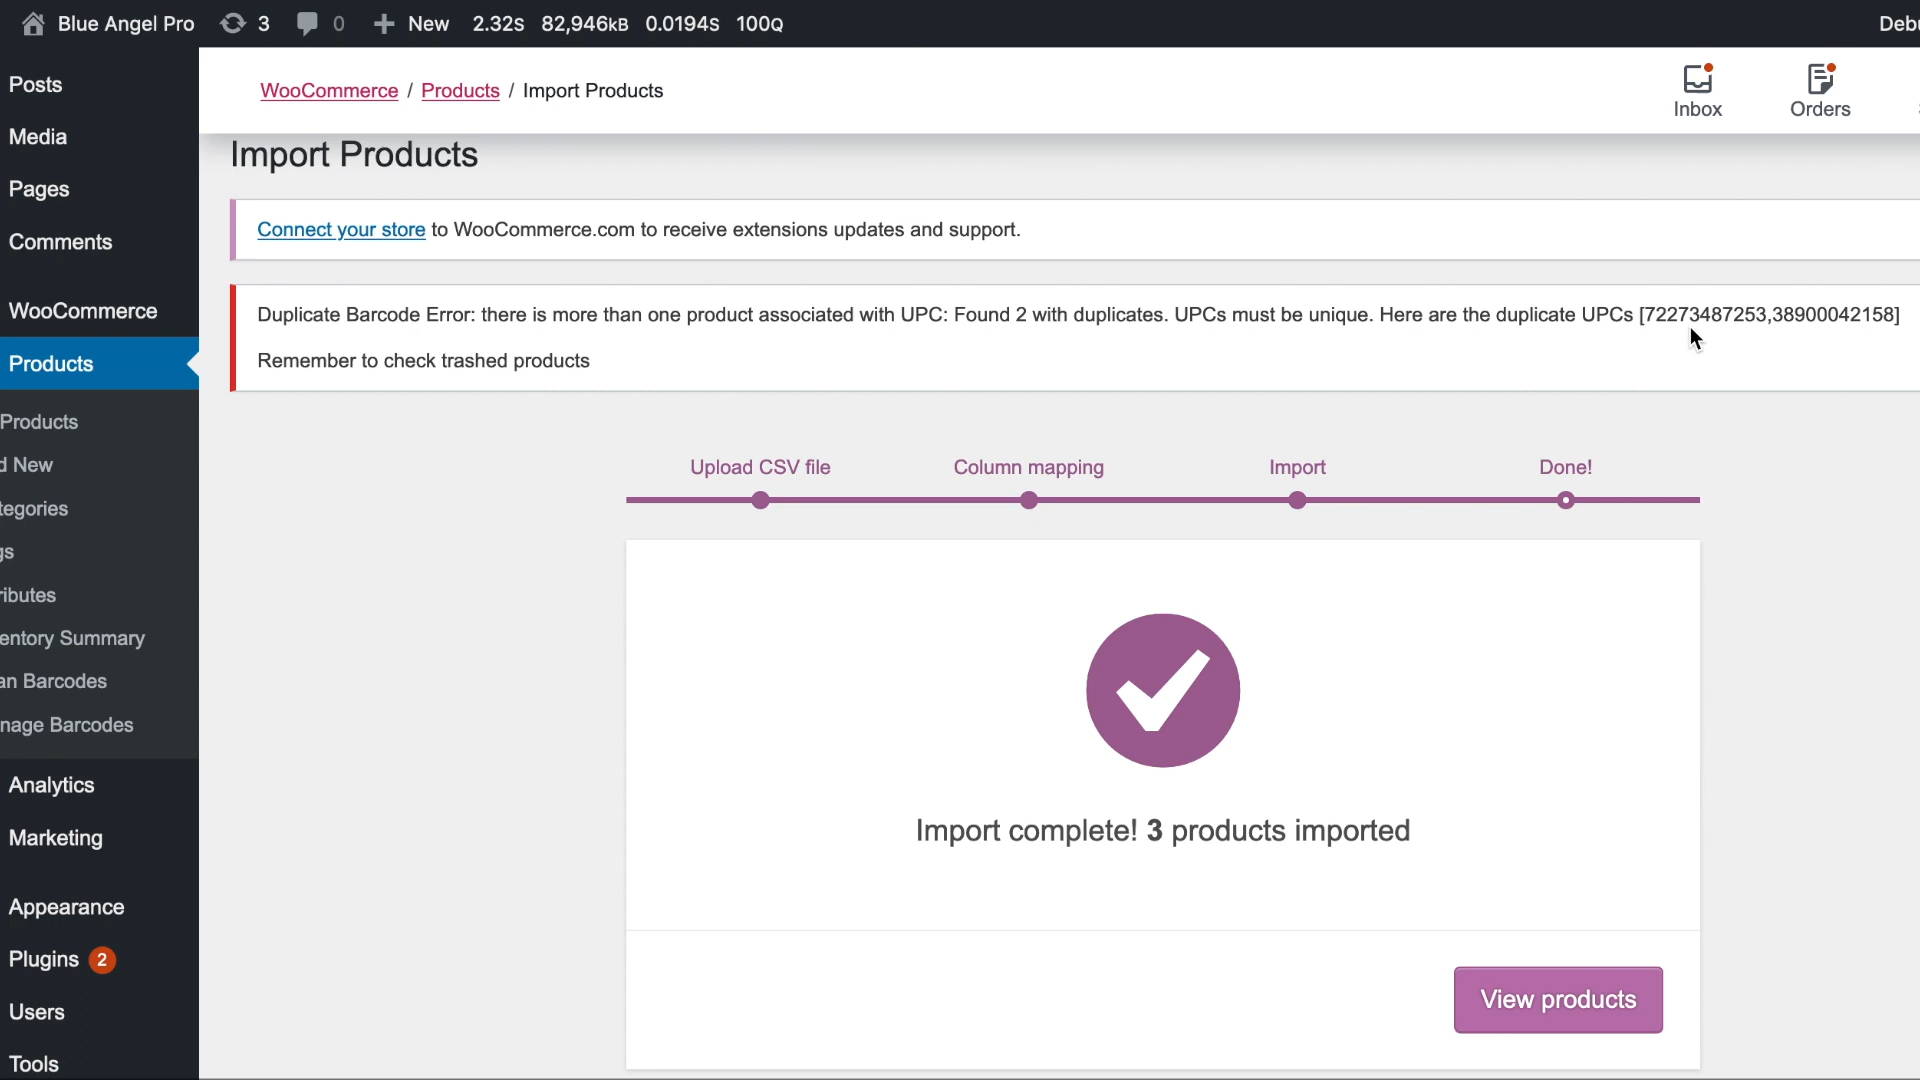 Blue Angel Pro 3 0 New 2.32s 82,946kB 0.0194s 100Q
Posts
Media
Pages
Comments
WooCommerce
Products
Products
d New
tegories
gs
ributes
entory Summary
an Barcodes
nage Barcodes
Analytics
Marketing
Appearance
Plugins 2
Users
Tools
WooCommerce / Products / Import Products
Inbox
Orders
Import Products
Connect your store to WooCommerce.com to receive extensions updates and support.
Duplicate Barcode Error: there is more than one product associated with UPC: Found 2 with duplicates. UPCs must be unique. Here are the duplicate UPCs [72273487253,38900042158]
Remember to check trashed products
Upload CSV file
Column mapping
Import
Done!
Import complete! 3 products imported
View products